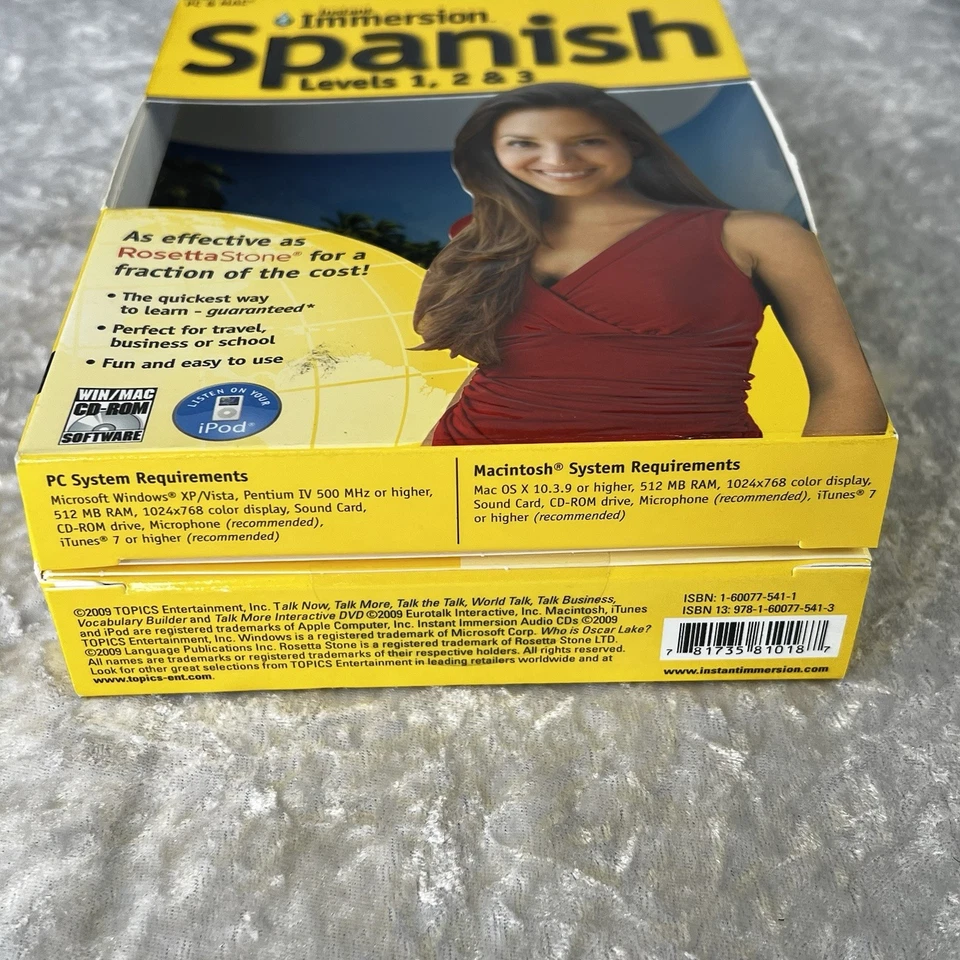 PC & MAC
Instant
Immersion™
Spanish
Levels 1, 2 & 3
As effective as
RosettaStone® for a
fraction of the cost!
• The quickest way
to learn - guaranteed*
• Perfect for travel,
business or school
• Fun and easy to use
WIN/MAC
CD-ROM
SOFTWARE
LISTEN ON YOUR
iPod®
PC System Requirements
Microsoft Windows® XP/Vista, Pentium IV 500 MHz or higher,
512 MB RAM, 1024x768 color display, Sound Card,
CD-ROM drive, Microphone (recommended),
iTunes® 7 or higher (recommended)
Macintosh® System Requirements
Mac OS X 10.3.9 or higher, 512 MB RAM, 1024x768 color display,
Sound Card, CD-ROM drive, Microphone (recommended), iTunes® 7
or higher (recommended)
©2009 TOPICS Entertainment, Inc. Talk Now, Talk More, Talk the Talk, World Talk, Talk Business,
Vocabulary Builder and Talk More Interactive DVD ©2009 Eurotalk Interactive, Inc. Macintosh, iTunes
and iPod are registered trademarks of Apple Computer, Inc. Instant Immersion Audio CDs ©2009
TOPICS Entertainment, Inc. Windows is a registered trademark of Microsoft Corp. Who is Oscar Lake?
©2009 Language Publications Inc. Rosetta Stone is a registered trademark of Rosetta Stone LTD.
All names are trademarks or registered trademarks of their respective holders. All rights reserved.
Look for other great selections from TOPICS Entertainment in leading retailers worldwide and at
www.topics-ent.com.
ISBN: 1-60077-541-1
ISBN 13: 978-1-60077-541-3
7 81735 81018 7
www.instantimmersion.com